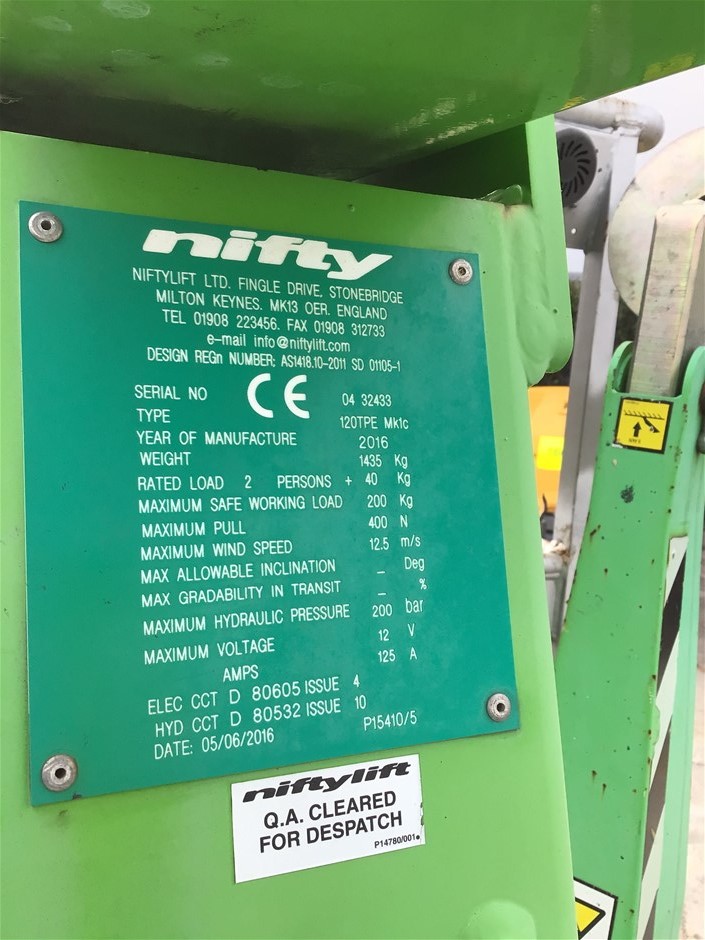 nifty
NIFTYLIFT LTD. FINGLE DRIVE, STONEBRIDGE
MILTON KEYNES. MK13 OER. ENGLAND
TEL 01908 223456. FAX 01908 312733
e-mail info@niftylift.com
DESIGN REGn NUMBER: AS1418.10-2011 SD 01105-1
CE
SERIAL NO 04 32433
TYPE 120TPE Mk1c
YEAR OF MANUFACTURE 2016
WEIGHT 1435 Kg
RATED LOAD 2 PERSONS + 40 Kg
MAXIMUM SAFE WORKING LOAD 200 Kg
MAXIMUM PULL 400 N
MAXIMUM WIND SPEED 12.5 m/s
MAX ALLOWABLE INCLINATION – Deg
MAX GRADABILITY IN TRANSIT – %
MAXIMUM HYDRAULIC PRESSURE 200 bar
MAXIMUM VOLTAGE 12 V
AMPS 125 A
ELEC CCT D 80605 ISSUE 4
HYD CCT D 80532 ISSUE 10
DATE: 05/06/2016 P15410/5
niftylift
Q.A. CLEARED
FOR DESPATCH
P14780/001